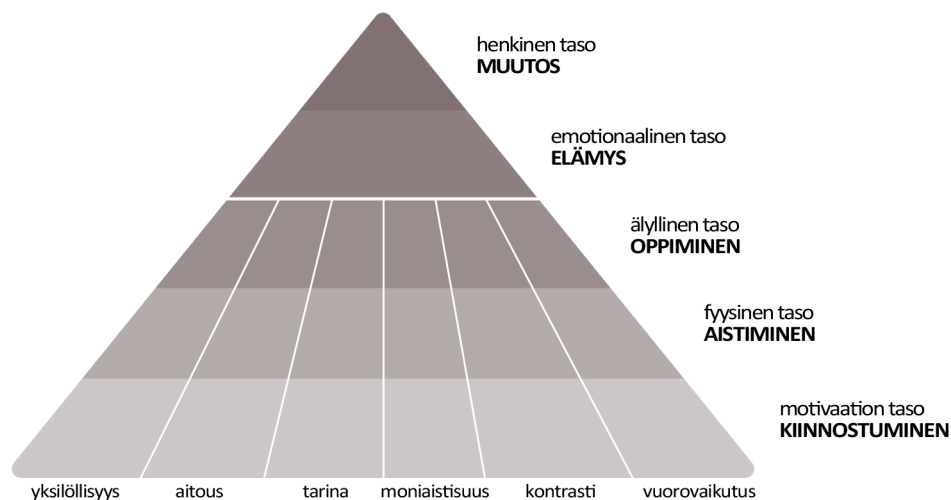 henkinen taso
MUUTOS
emotionaalinen taso
ELÄMYS
älyllinen taso
OPPIMINEN
fyysinen taso
AISTIMINEN
motivaation taso
KIINNOSTUMINEN
yksilöllisyys aitous tarina moniaistisuus kontrasti vuorovaikutus